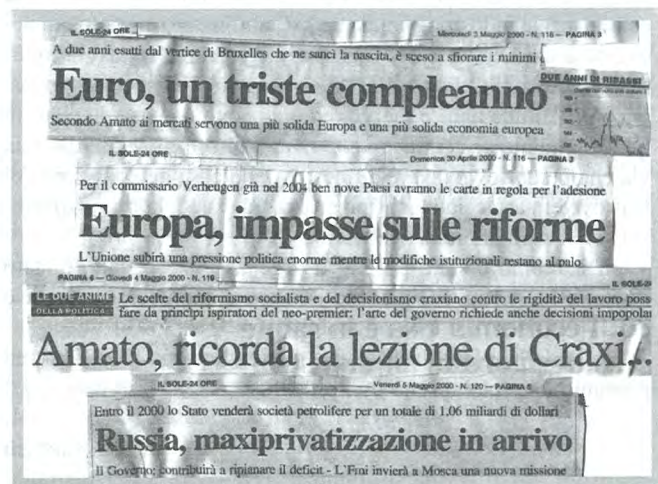 IL SOLE-24 ORE Mercoledì 3 Maggio 2000 - N. 118 — PAGINA 3
A due anni esatti dal vertice di Bruxelles che ne sancì la nascita, è sceso a sfiorare i minimi
DUE ANNI DI RIBASSI
Euro, un triste compleanno
Secondo Amato ai mercati servono una più solida Europa e una più solida economia europea
IL SOLE-24 ORE Domenica 30 Aprile 2000 - N. 116 — PAGINA 3
Per il commissario Verheugen già nel 2004 ben nove Paesi avranno le carte in regola per l'adesione
Europa, impasse sulle riforme
L'Unione subirà una pressione politica enorme mentre le modifiche istituzionali restano al palo
PAGINA 6 — Giovedì 4 Maggio 2000 - N. 119 IL SOLE-24
LE DUE ANIME Le scelte del riformismo socialista e del decisionismo craxiano contro le rigidità del lavoro poss
DELLA POLITICA fare da princìpi ispiratori del neo-premier: l'arte del governo richiede anche decisioni impopolar
Amato, ricorda la lezione di Craxi,..
IL SOLE-24 ORE Venerdì 5 Maggio 2000 - N. 120 — PAGINA 6
Entro il 2000 lo Stato venderà società petrolifere per un totale di 1,06 miliardi di dollari
Russia, maxiprivatizzazione in arrivo
Il Governo: contribuirà a ripianare il deficit - L'Fmi invierà a Mosca una nuova missione